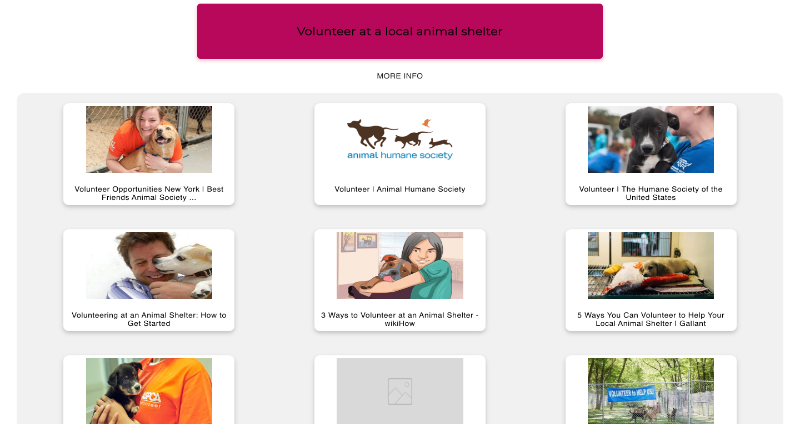 Volunteer at a local animal shelter
MORE INFO
animal humane society
Volunteer Opportunities New York | Best
Friends Animal Society ...
Volunteer | Animal Humane Society
Volunteer | The Humane Society of the
United States
Volunteering at an Animal Shelter: How to
Get Started
3 Ways to Volunteer at an Animal Shelter -
wikiHow
5 Ways You Can Volunteer to Help Your
Local Animal Shelter | Gallant
VOLUNTEER to HELP US!